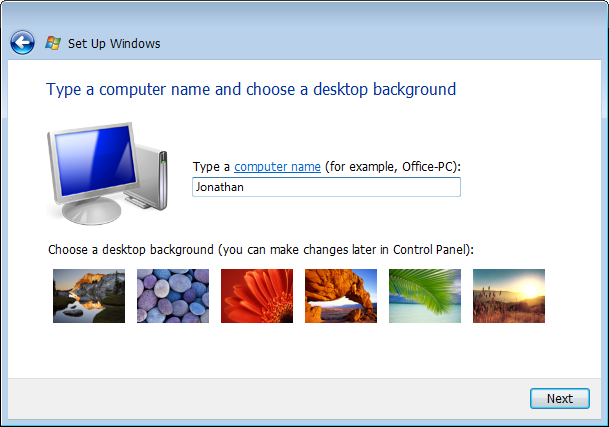 Set Up Windows
Type a computer name and choose a desktop background
Type a computer name (for example, Office-PC):
Jonathan
Choose a desktop background (you can make changes later in Control Panel):
Next